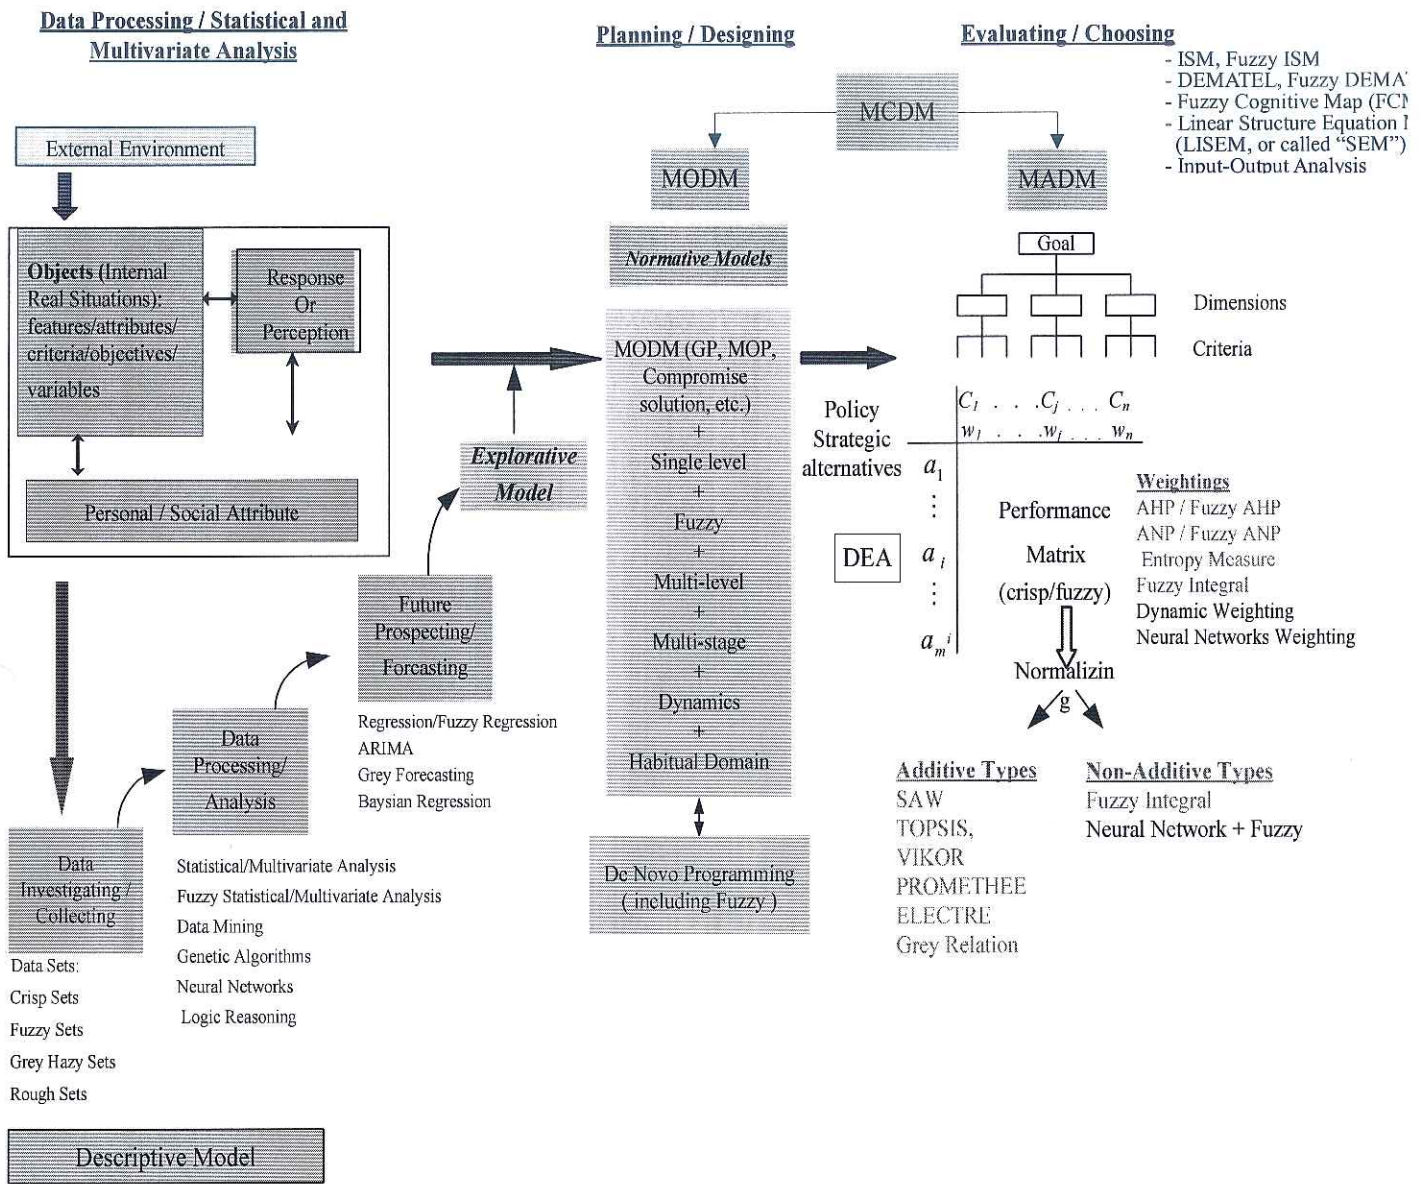 Data Processing / Statistical and
Multivariate Analysis
External Environment
Objects (Internal
Real Situations):
features/attributes/
criteria/objectives/
variables
Response
Or
Perception
Personal / Social Attribute
Data
Investigating /
Collecting
Data Sets:
Crisp Sets
Fuzzy Sets
Grey Hazy Sets
Rough Sets
Descriptive Model
Data
Processing/
Analysis
Statistical/Multivariate Analysis
Fuzzy Statistical/Multivariate Analysis
Data Mining
Genetic Algorithms
Neural Networks
Logic Reasoning
Future
Prospecting/
Forcasting
Regression/Fuzzy Regression
ARIMA
Grey Forecasting
Baysian Regression
Explorative
Model
Planning / Designing
Evaluating / Choosing
MCDM
MODM
MADM
- ISM, Fuzzy ISM
- DEMATEL, Fuzzy DEMA
- Fuzzy Cognitive Map (FC
- Linear Structure Equation
(LISEM, or called “SEM”)
- Input-Output Analysis
Normative Models
MODM (GP, MOP,
Compromise
solution, etc.)
+
Single level
+
Fuzzy
+
Multi-level
+
Multi-stage
+
Dynamics
+
Habitual Domain
De Novo Programming
( including Fuzzy )
Goal
Dimensions
Criteria
Policy
Strategic
alternatives
DEA
C1 . . .Cj . . . Cn
w1 . . .wj . . . wn
a1
⋮
ai
⋮
ami
Performance
Matrix
(crisp/fuzzy)
Normalizin
g
Weightings
AHP / Fuzzy AHP
ANP / Fuzzy ANP
Entropy Measure
Fuzzy Integral
Dynamic Weighting
Neural Networks Weighting
Additive Types
SAW
TOPSIS,
VIKOR
PROMETHEE
ELECTRE
Grey Relation
Non-Additive Types
Fuzzy Integral
Neural Network + Fuzzy